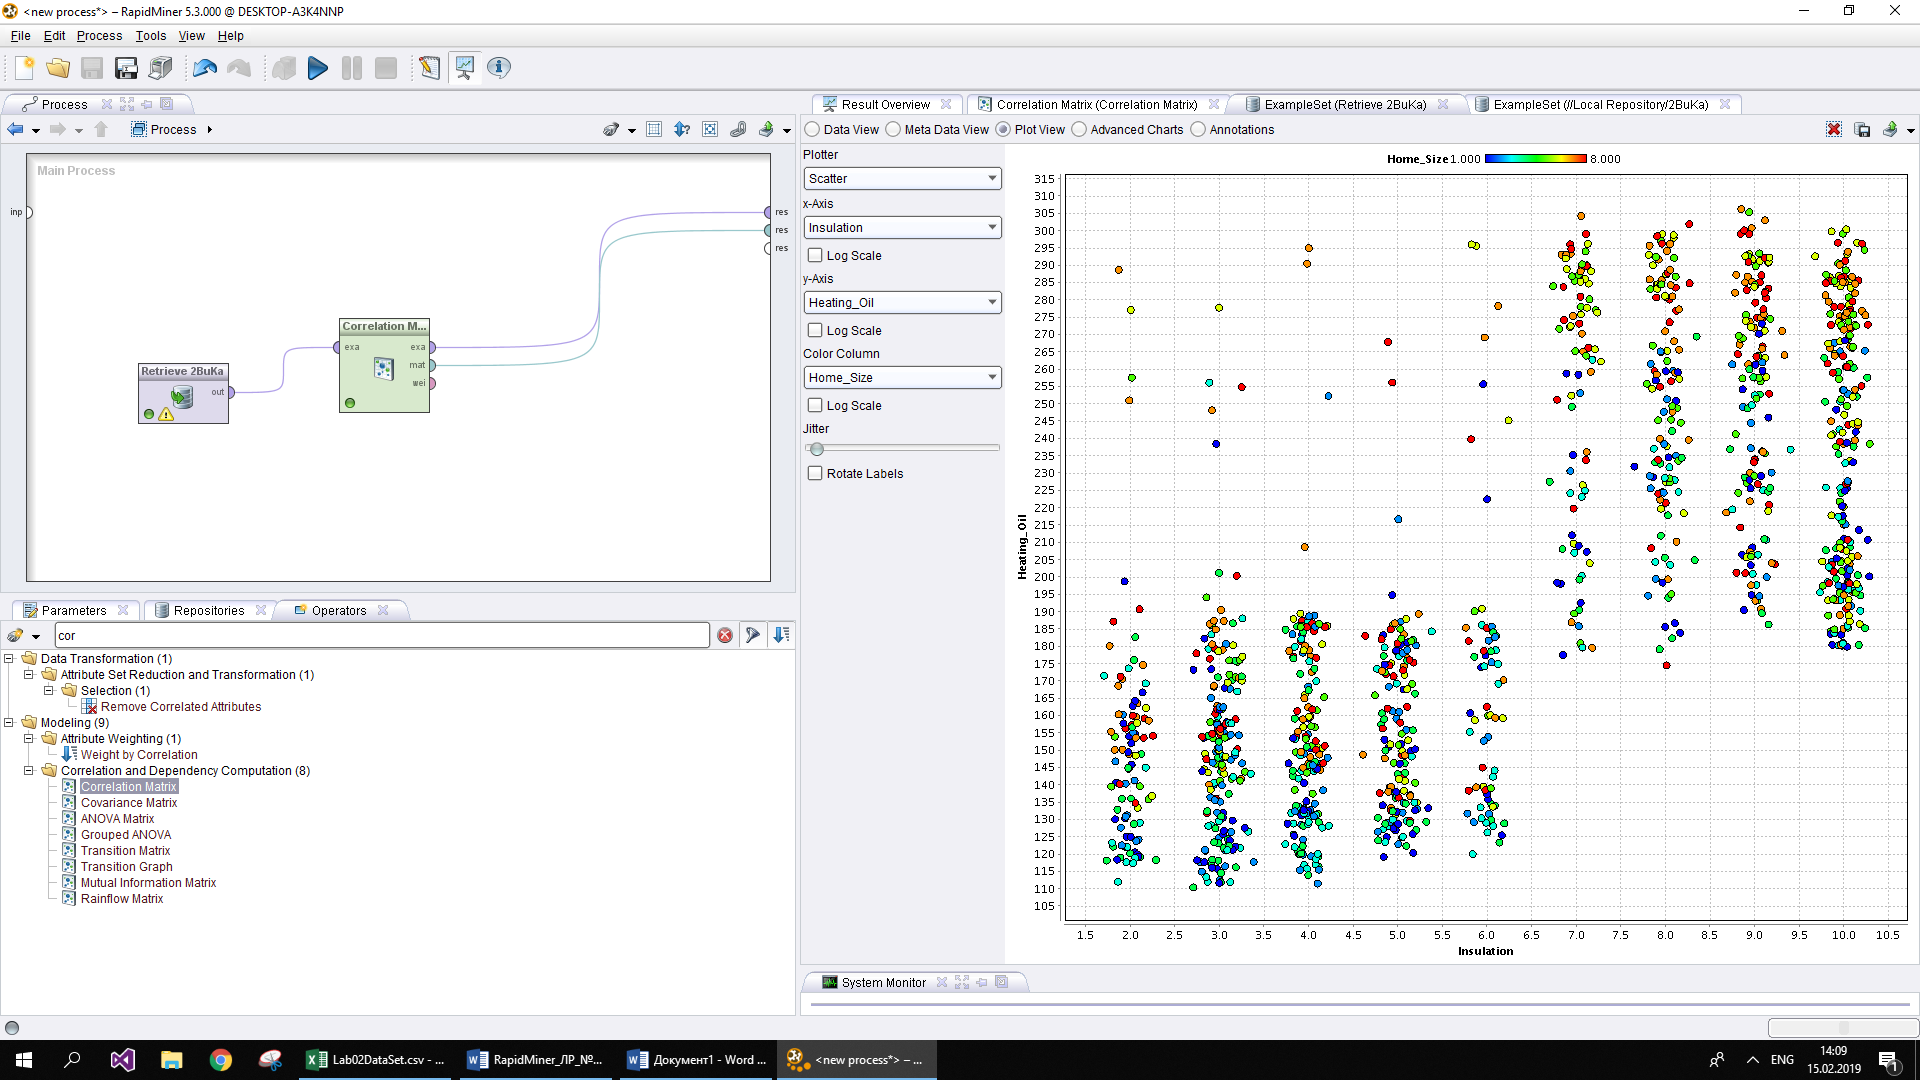 <new process*> – RapidMiner 5.3.000 @ DESKTOP-A3K4NNP
File Edit Process Tools View Help
Process
Process
Main Process
inp
res
res
res
Retrieve 2BuKa
out
Correlation M...
exa
exa
mat
wei
Parameters
Repositories
Operators
cor
Data Transformation (1)
Attribute Set Reduction and Transformation (1)
Selection (1)
Remove Correlated Attributes
Modeling (9)
Attribute Weighting (1)
Weight by Correlation
Correlation and Dependency Computation (8)
Correlation Matrix
Covariance Matrix
ANOVA Matrix
Grouped ANOVA
Transition Matrix
Transition Graph
Mutual Information Matrix
Rainflow Matrix
Result Overview
Correlation Matrix (Correlation Matrix)
ExampleSet (Retrieve 2BuKa)
ExampleSet (//Local Repository/2BuKa)
Data View Meta Data View Plot View Advanced Charts Annotations
Plotter
Scatter
x-Axis
Insulation
Log Scale
y-Axis
Heating_Oil
Log Scale
Color Column
Home_Size
Log Scale
Jitter
Rotate Labels
Home_Size 1.000 8.000
315
310
305
300
295
290
285
280
275
270
265
260
255
250
245
240
235
230
225
220
215
210
205
200
195
190
185
180
175
170
165
160
155
150
145
140
135
130
125
120
115
110
105
Heating_Oil
1.5 2.0 2.5 3.0 3.5 4.0 4.5 5.0 5.5 6.0 6.5 7.0 7.5 8.0 8.5 9.0 9.5 10.0 10.5
Insulation
System Monitor
Lab02DataSet.csv - ...
RapidMiner_ЛР_№...
Документ1 - Word ...
<new process*> – ...
ENG
14:09
15.02.2019
1